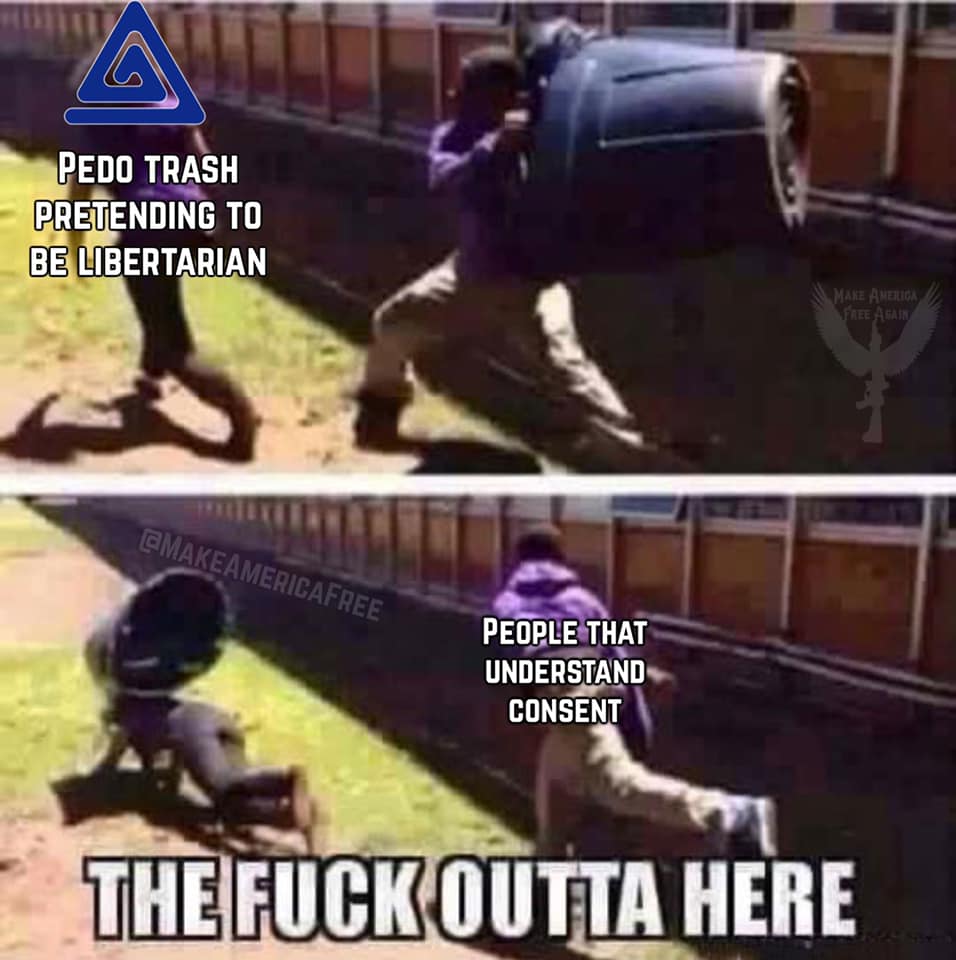 PEDO TRASH
PRETENDING TO
BE LIBERTARIAN
MAKE AMERICA
FREE AGAIN
@MAKEAMERICAFREE
PEOPLE THAT
UNDERSTAND
CONSENT
THE FUCK OUTTA HERE